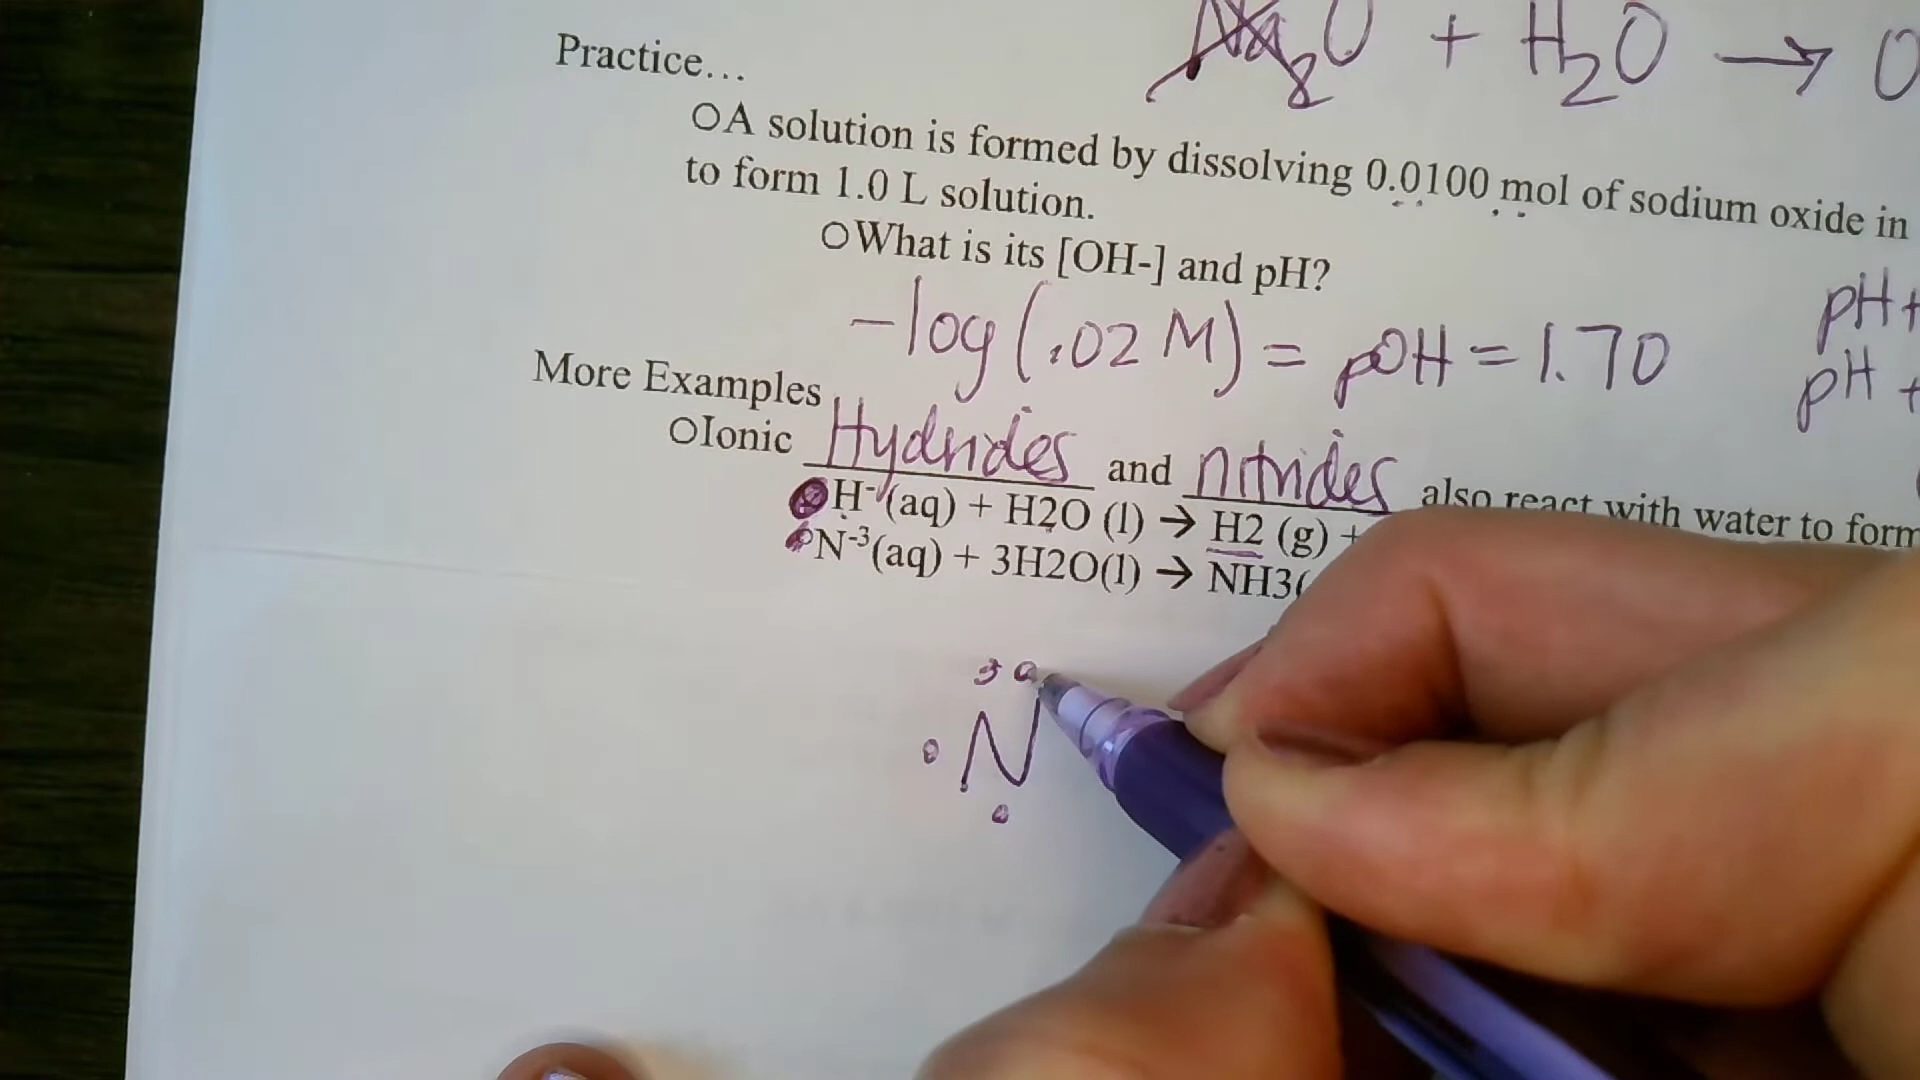 Na2O + H2O → O
Practice...
A solution is formed by dissolving 0.0100 mol of sodium oxide in
to form 1.0 L solution.
What is its [OH-] and pH?
pH+
-log(.02 M) = pOH = 1.70
pH +
More Examples
Ionic Hydrides and nitrides also react with water to form
H-(aq) + H2O (l) → H2 (g) +
N-3(aq) + 3H2O(l) → NH3(
N